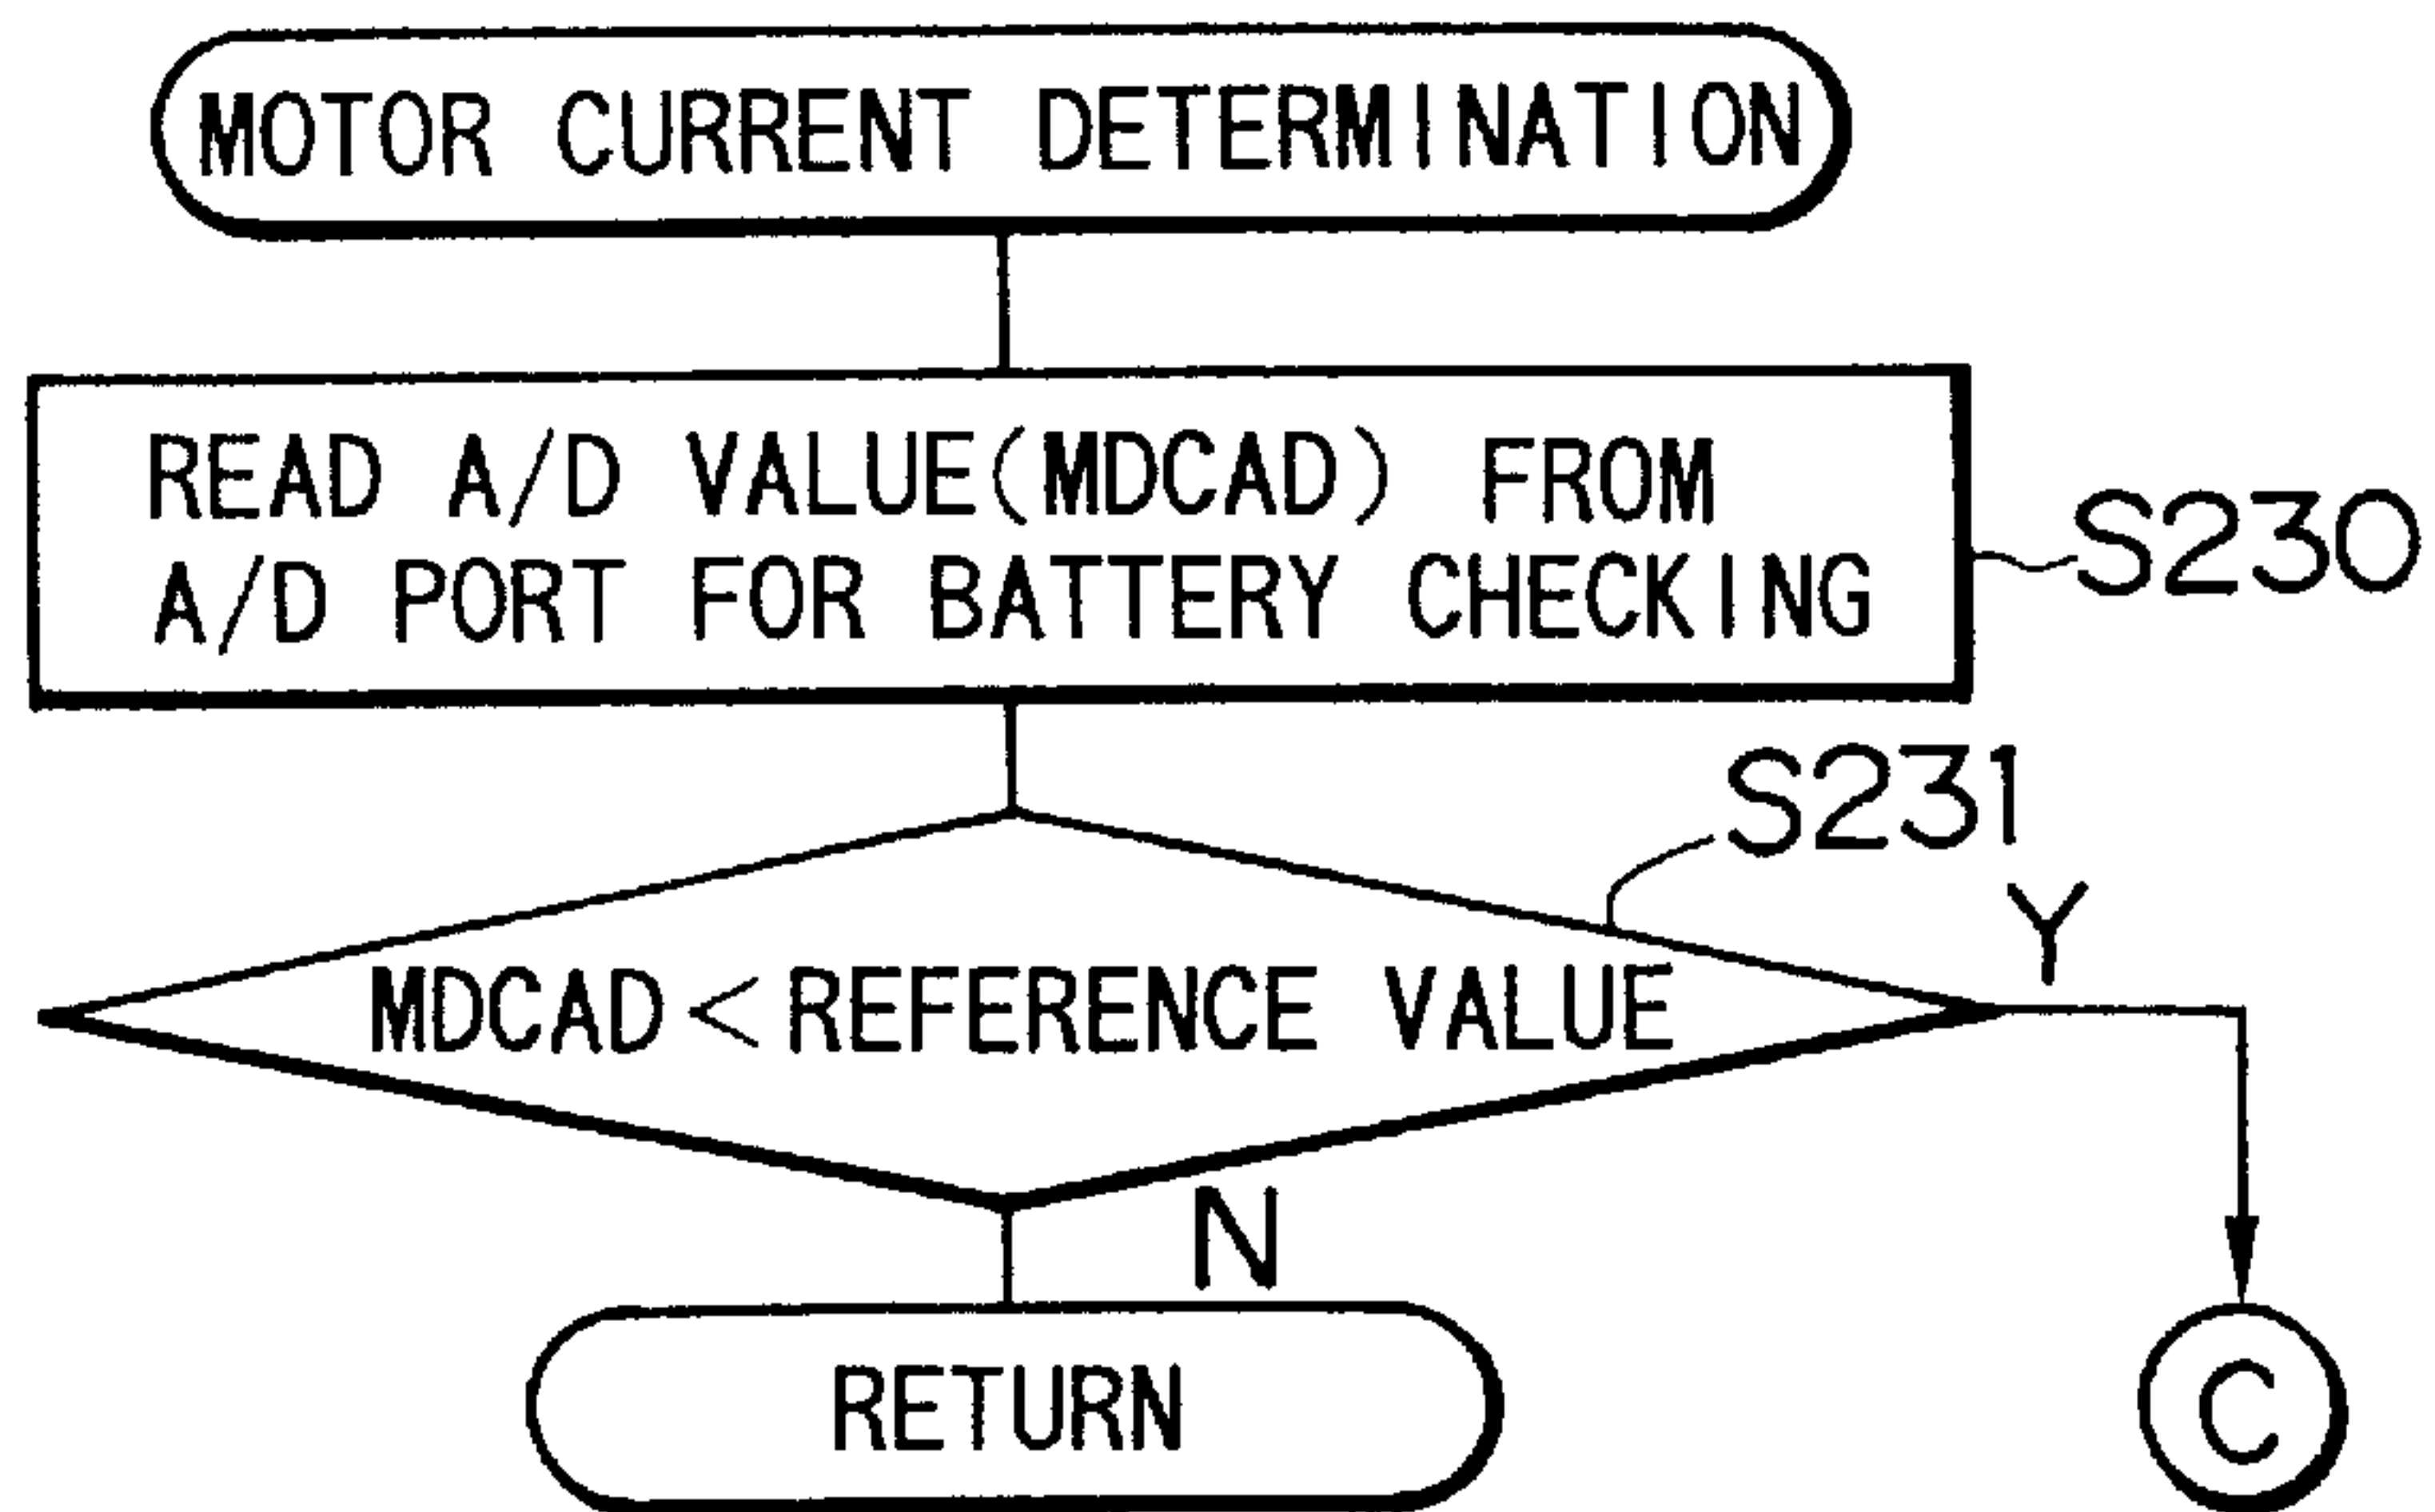 MOTOR CURRENT DETERMINATION
READ A/D VALUE(MDCAD) FROM
A/D PORT FOR BATTERY CHECKING
S230
S231
Y
MDCAD<REFERENCE VALUE
N
RETURN
C